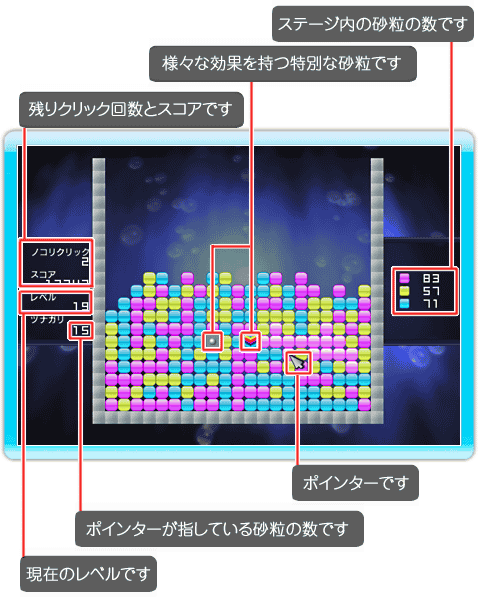 ステージ内の砂粒の数です
様々な効果を持つ特別な砂粒です
残りクリック回数とスコアです
ノコリクリック
2
スコア
レベル
19
ツナガリ
15
83
57
71
ポインターです
ポインターが指している砂粒の数です
現在のレベルです